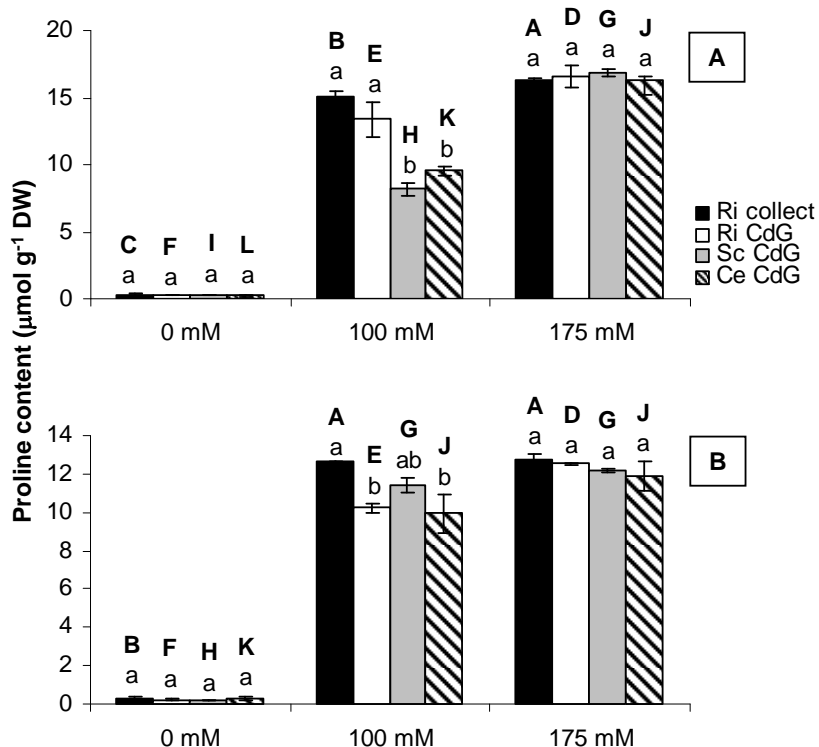 Proline content (µmol g-1 DW)
20
15
10
5
0
A
B E H K
a a b b
A D G J
a a a a
C F I L
a a a a
0 mM 100 mM 175 mM
Ri collect
Ri CdG
Sc CdG
Ce CdG
14
12
10
8
6
4
2
0
B
A E G J
a b ab b
A D G J
a a a a
B F H K
a a a a
0 mM 100 mM 175 mM